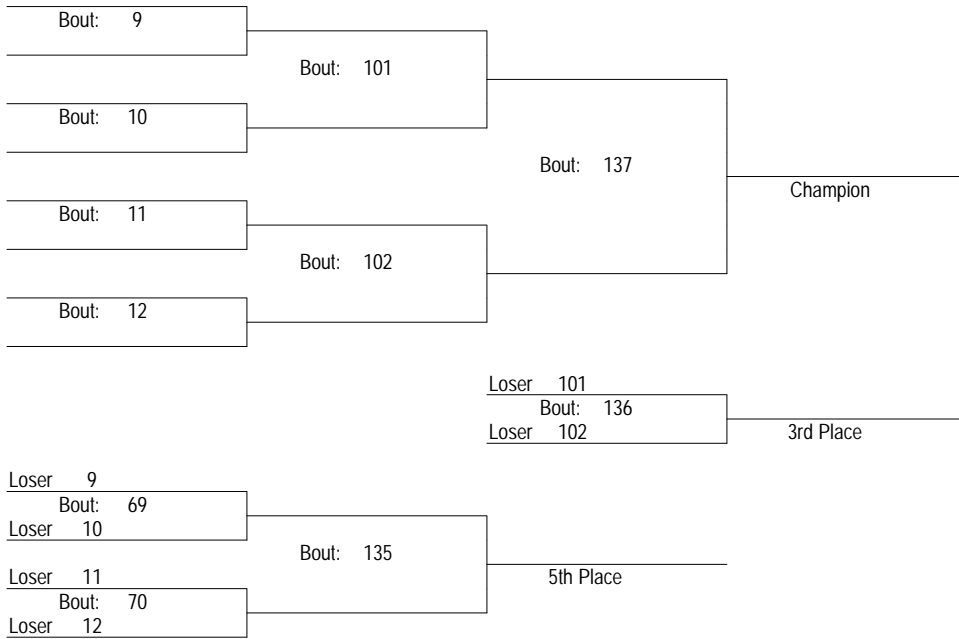 Bout: 9
Bout: 101
Bout: 10
Bout: 137
Champion
Bout: 11
Bout: 102
Bout: 12
Loser 101
Bout: 136
Loser 102
3rd Place
Loser 9
Bout: 69
Loser 10
Bout: 135
5th Place
Loser 11
Bout: 70
Loser 12